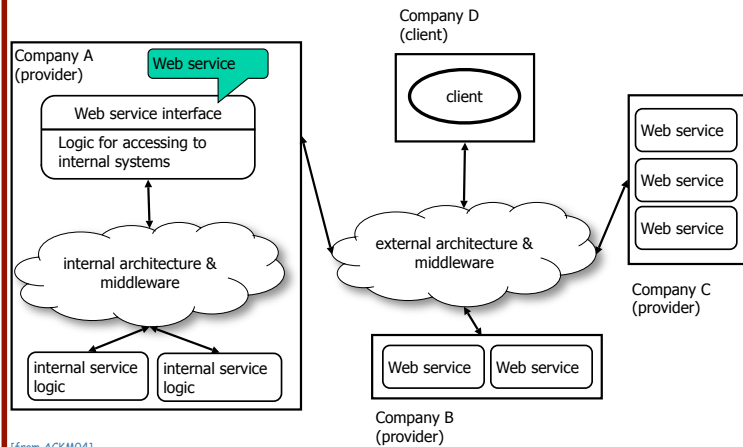 Company D
(client)
Company A
(provider)
Web service
client
Web service interface
Logic for accessing to
internal systems
Web service
Web service
Web service
external architecture &
middleware
internal architecture &
middleware
Company C
(provider)
internal service
logic
internal service
logic
Web service
Web service
Company B
(provider)
[from ACKM04]